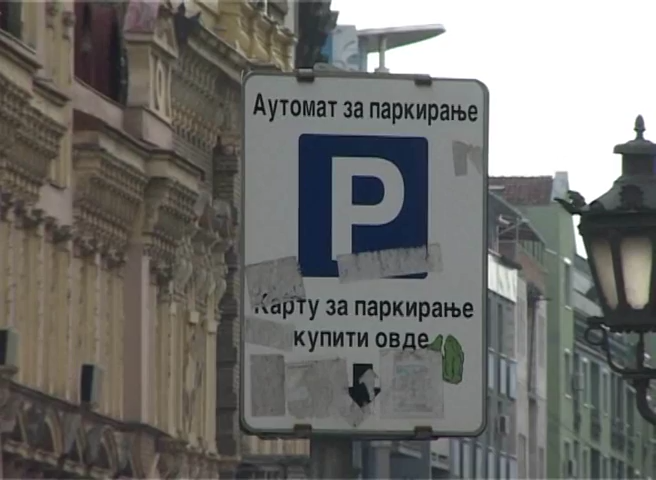 Аутомат за паркирање
P
Карту за паркирање
купити овде